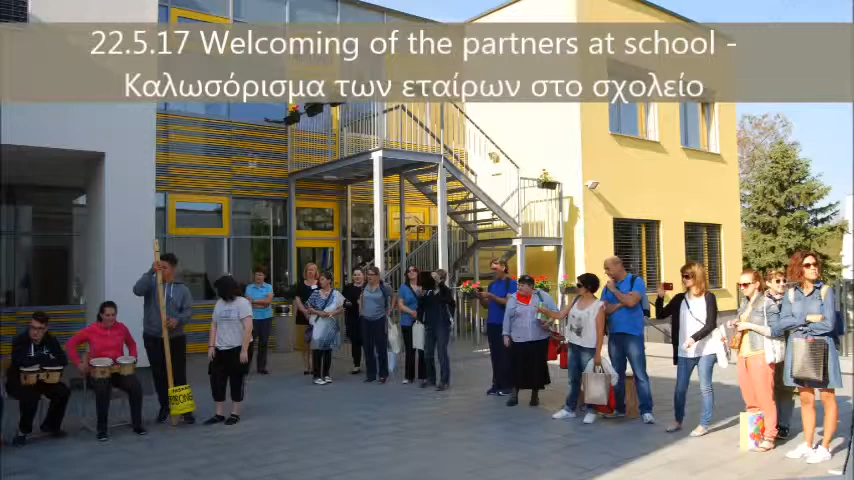 22.5.17 Welcoming of the partners at school -
Καλωσόρισμα των εταίρων στο σχολείο